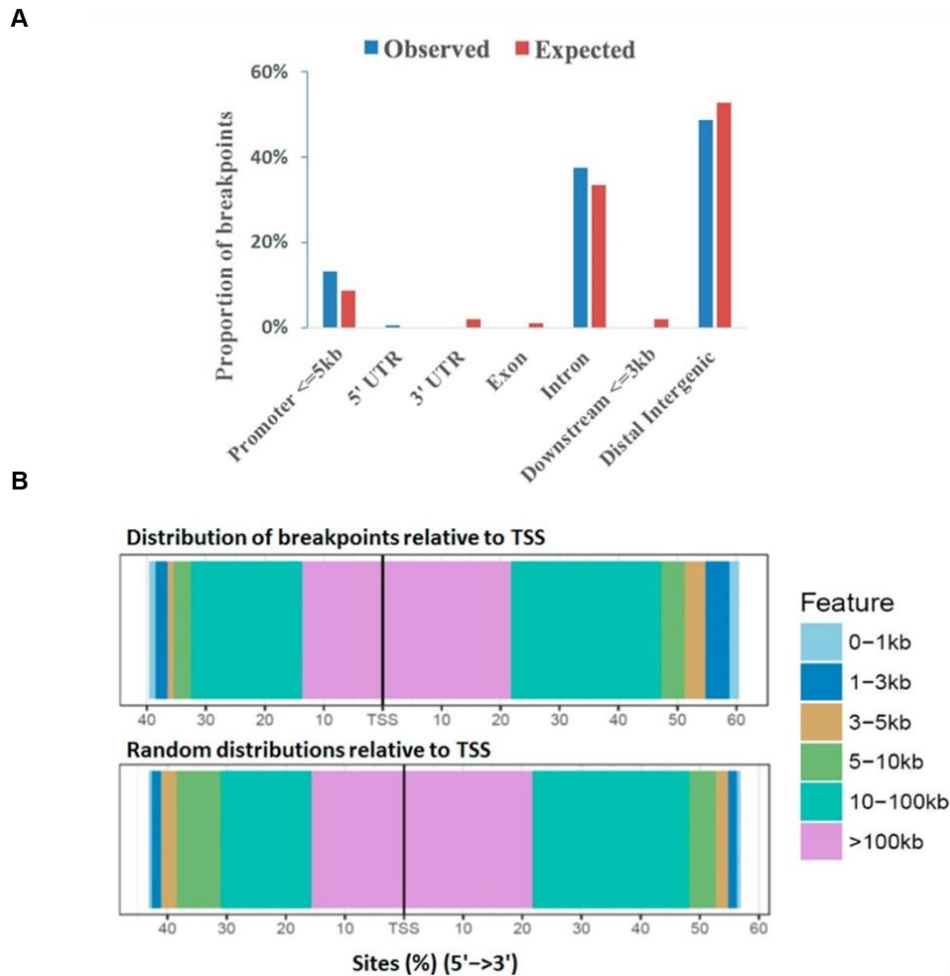 A
Observed Expected
Proportion of breakpoints
60%
40%
20%
0%
Promoter <=5kb
5' UTR
3' UTR
Exon
Intron
Downstream <=3kb
Distal Intergenic
B
Distribution of breakpoints relative to TSS
40 30 20 10 TSS 10 20 30 40 50 60
Random distributions relative to TSS
40 30 20 10 TSS 10 20 30 40 50 60
Sites (%) (5'->3')
Feature
0-1kb
1-3kb
3-5kb
5-10kb
10-100kb
>100kb